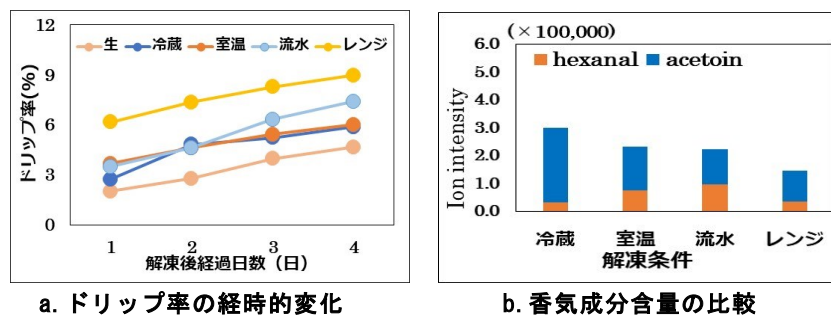 12
9
6
3
0
ドリップ率(%)
生 冷蔵 室温 流水 レンジ
1 2 3 4
解凍後経過日数（日）
a.ドリップ率の経時的変化
(×100,000)
6.0
5.0
4.0
3.0
2.0
1.0
0.0
Ion intensity
hexanal acetoin
冷蔵 室温 流水 レンジ
解凍条件
b.香気成分含量の比較